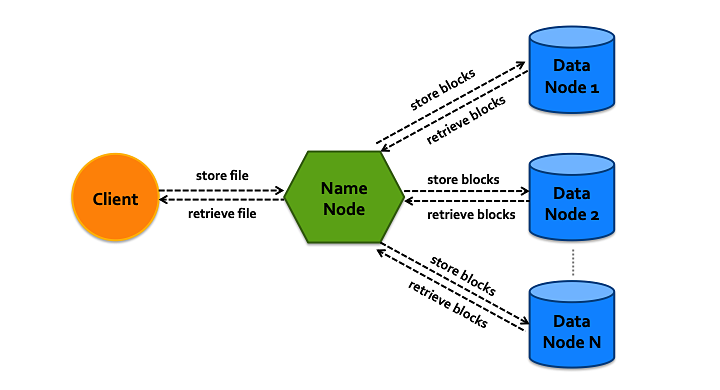 Client
store file
retrieve file
Name
Node
store blocks
retrieve blocks
store blocks
retrieve blocks
store blocks
retrieve blocks
Data
Node 1
Data
Node 2
Data
Node N